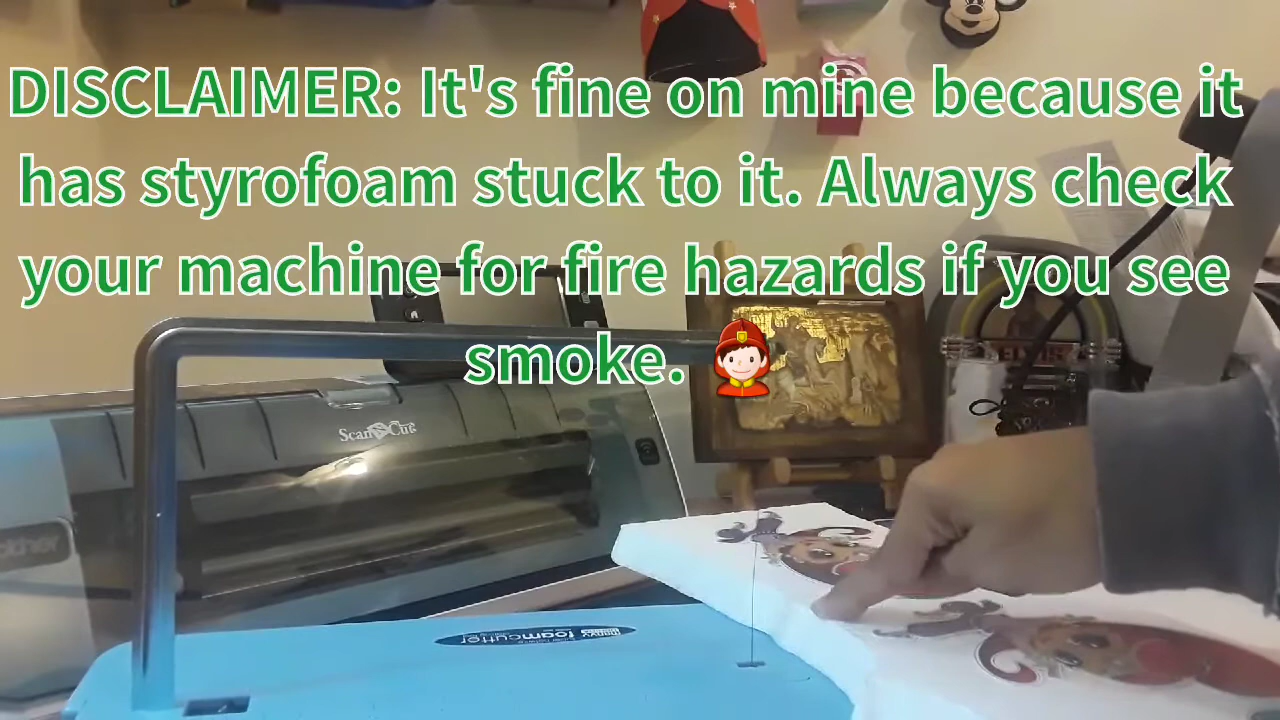 DISCLAIMER: It's fine on mine because it
has styrofoam stuck to it. Always check
your machine for fire hazards if you see
smoke.
ELVIS
ScanNCut
brother
foamcutter